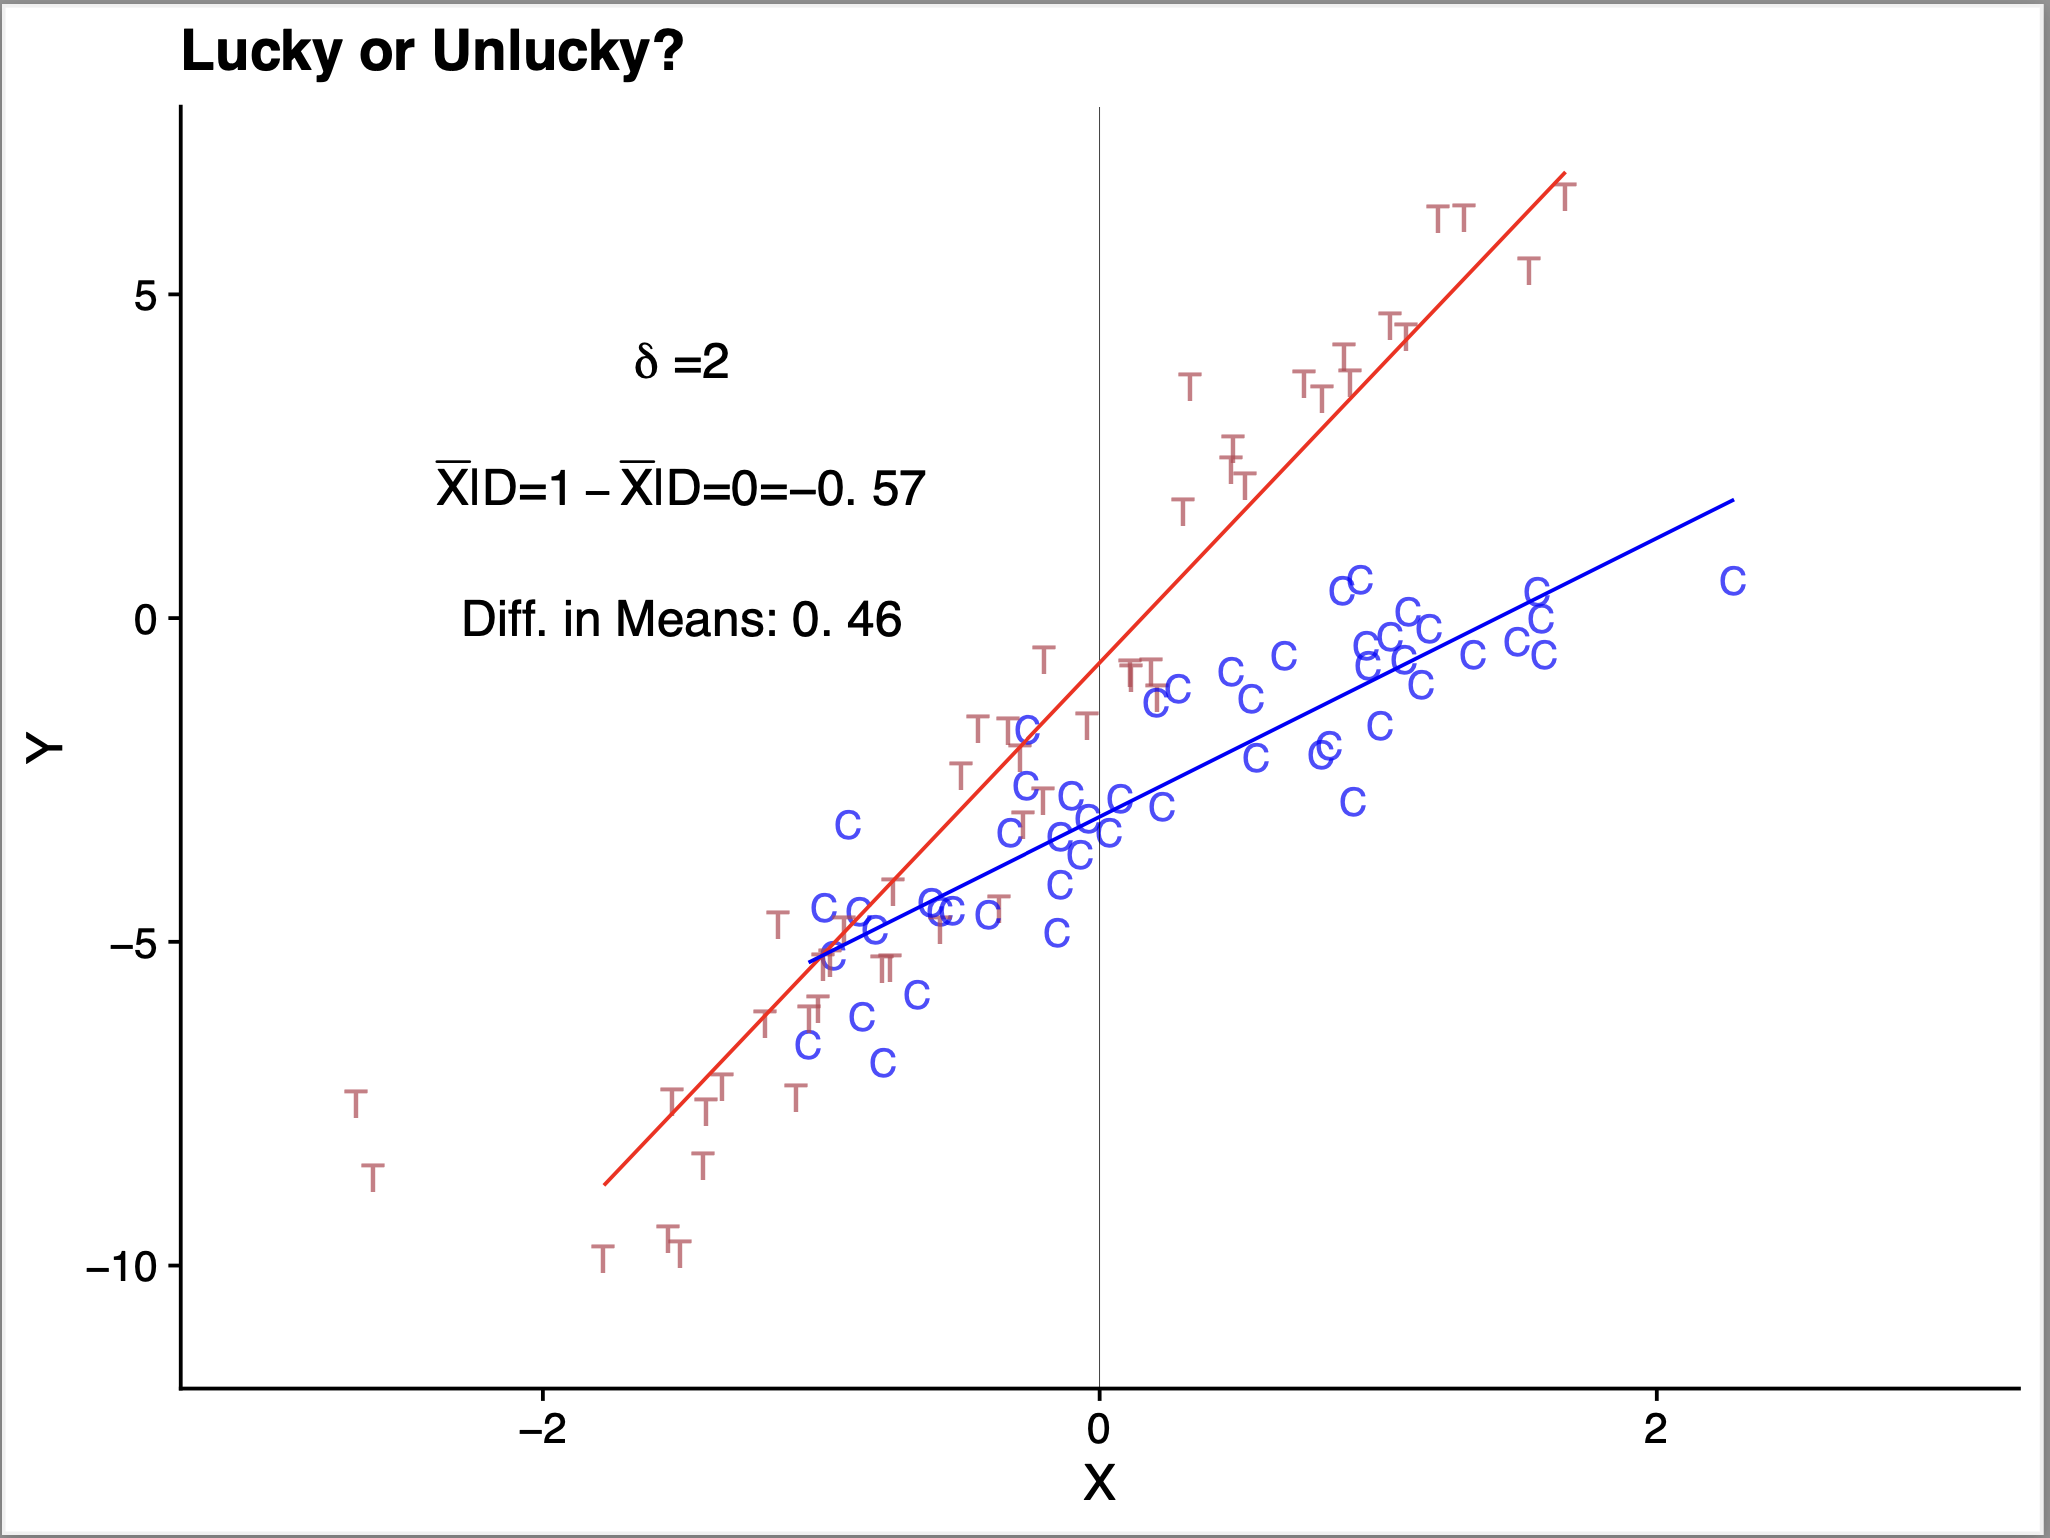 Lucky or Unlucky?
δ =2
X̅|D=1 – X̅|D=0=–0. 57
Diff. in Means: 0. 46
Y
5
0
–5
–10
–2
0
2
X
T
C